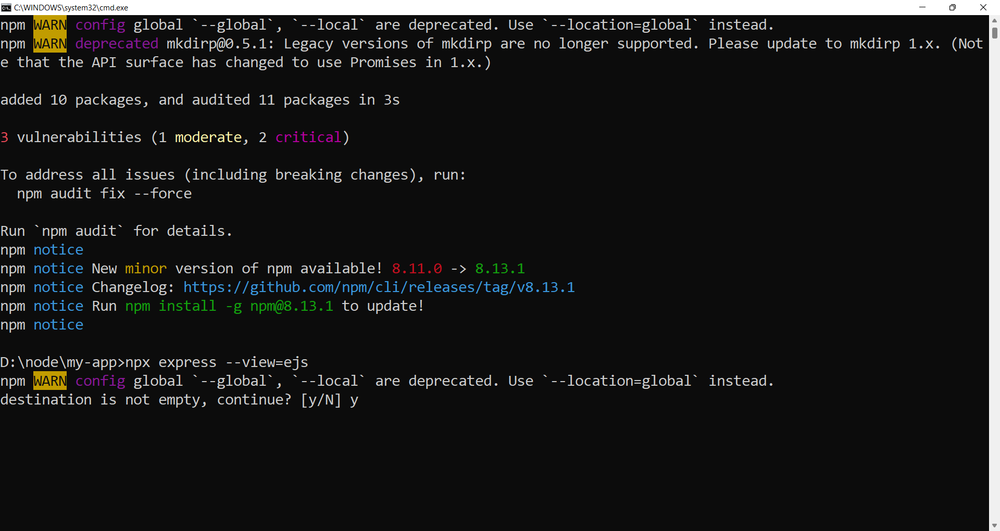 C:\WINDOWS\system32\cmd.exe
npm WARN config global `--global`, `--local` are deprecated. Use `--location=global` instead.
npm WARN deprecated mkdirp@0.5.1: Legacy versions of mkdirp are no longer supported. Please update to mkdirp 1.x. (Not
e that the API surface has changed to use Promises in 1.x.)
added 10 packages, and audited 11 packages in 3s
3 vulnerabilities (1 moderate, 2 critical)
To address all issues (including breaking changes), run:
  npm audit fix --force
Run `npm audit` for details.
npm notice
npm notice New minor version of npm available! 8.11.0 -> 8.13.1
npm notice Changelog: https://github.com/npm/cli/releases/tag/v8.13.1
npm notice Run npm install -g npm@8.13.1 to update!
npm notice
D:\node\my-app>npx express --view=ejs
npm WARN config global `--global`, `--local` are deprecated. Use `--location=global` instead.
destination is not empty, continue? [y/N] y